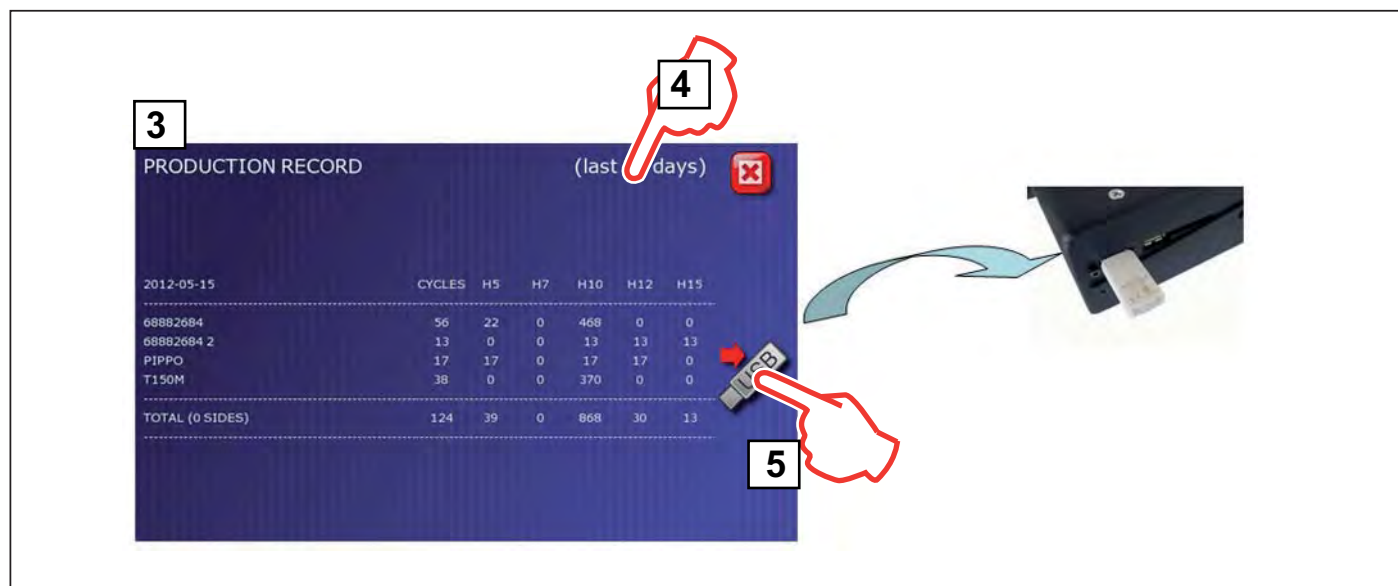 4
3
PRODUCTION RECORD (last days)
2012-05-15 CYCLES H5 H7 H10 H12 H15
68882684 56 22 0 468 0 0
68882684 2 13 0 0 13 13 13
PIPPO 17 17 0 17 17 0
T150M 38 0 0 370 0 0
TOTAL (0 SIDES) 124 39 0 868 30 13
USB
5